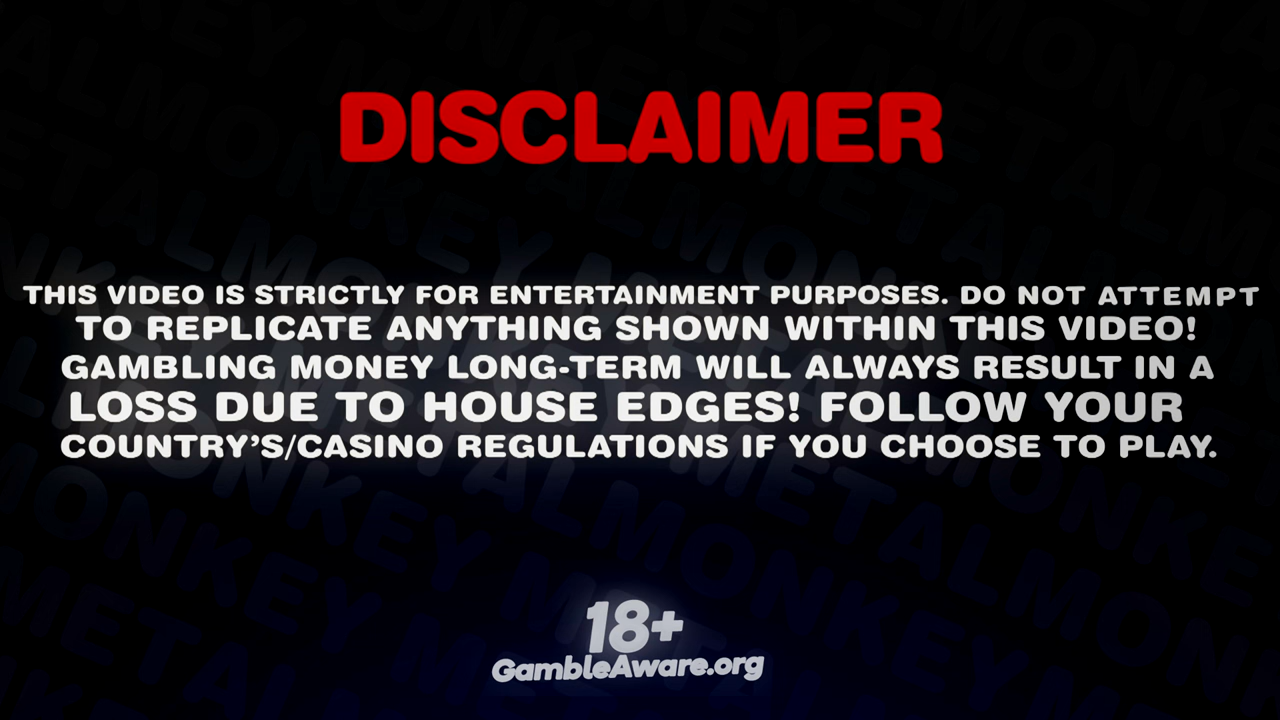 DISCLAIMER
THIS VIDEO IS STRICTLY FOR ENTERTAINMENT PURPOSES. DO NOT ATTEMPT
TO REPLICATE ANYTHING SHOWN WITHIN THIS VIDEO!
GAMBLING MONEY LONG-TERM WILL ALWAYS RESULT IN A
LOSS DUE TO HOUSE EDGES! FOLLOW YOUR
COUNTRY'S/CASINO REGULATIONS IF YOU CHOOSE TO PLAY.
18+
GambleAware.org